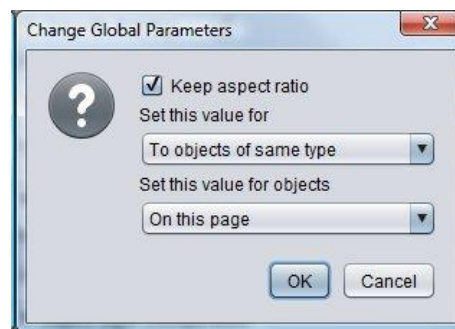 Change Global Parameters
Keep aspect ratio
Set this value for
To objects of same type
Set this value for objects
On this page
OK Cancel